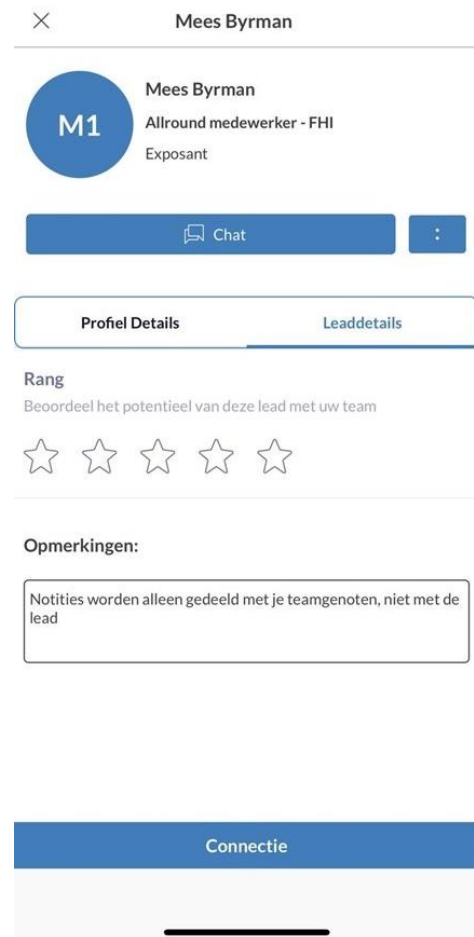 Mees Byrman
M1
Mees Byrman
Allround medewerker - FHI
Exposant
Chat
Profiel Details
Leaddetails
Rang
Beoordeel het potentieel van deze lead met uw team
Opmerkingen:
Notities worden alleen gedeeld met je teamgenoten, niet met de
lead
Connectie